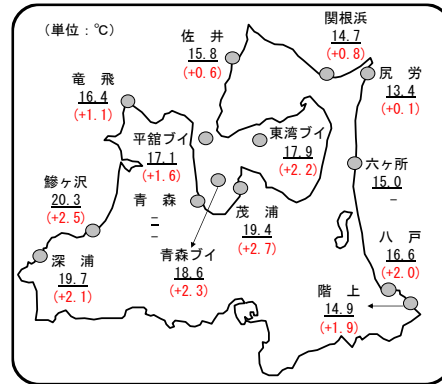 (単位：℃)
関根浜
14.7
(+0.8)
佐井
15.8
(+0.6)
尻労
13.4
(+0.1)
竜飛
16.4
(+1.1)
平舘ブイ
17.1
(+1.6)
東湾ブイ
17.9
(+2.2)
六ヶ所
15.0
–
鰺ヶ沢
20.3
(+2.5)
青森
–
–
茂浦
19.4
(+2.7)
八戸
16.6
(+2.0)
深浦
19.7
(+2.1)
青森ブイ
18.6
(+2.3)
階上
14.9
(+1.9)